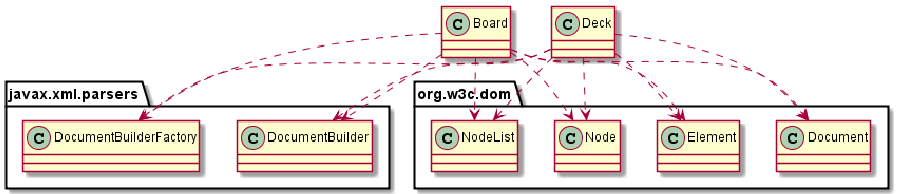 C Board
C Deck
javax.xml.parsers
org.w3c.dom
C DocumentBuilderFactory
C DocumentBuilder
C NodeList
C Node
C Element
C Document